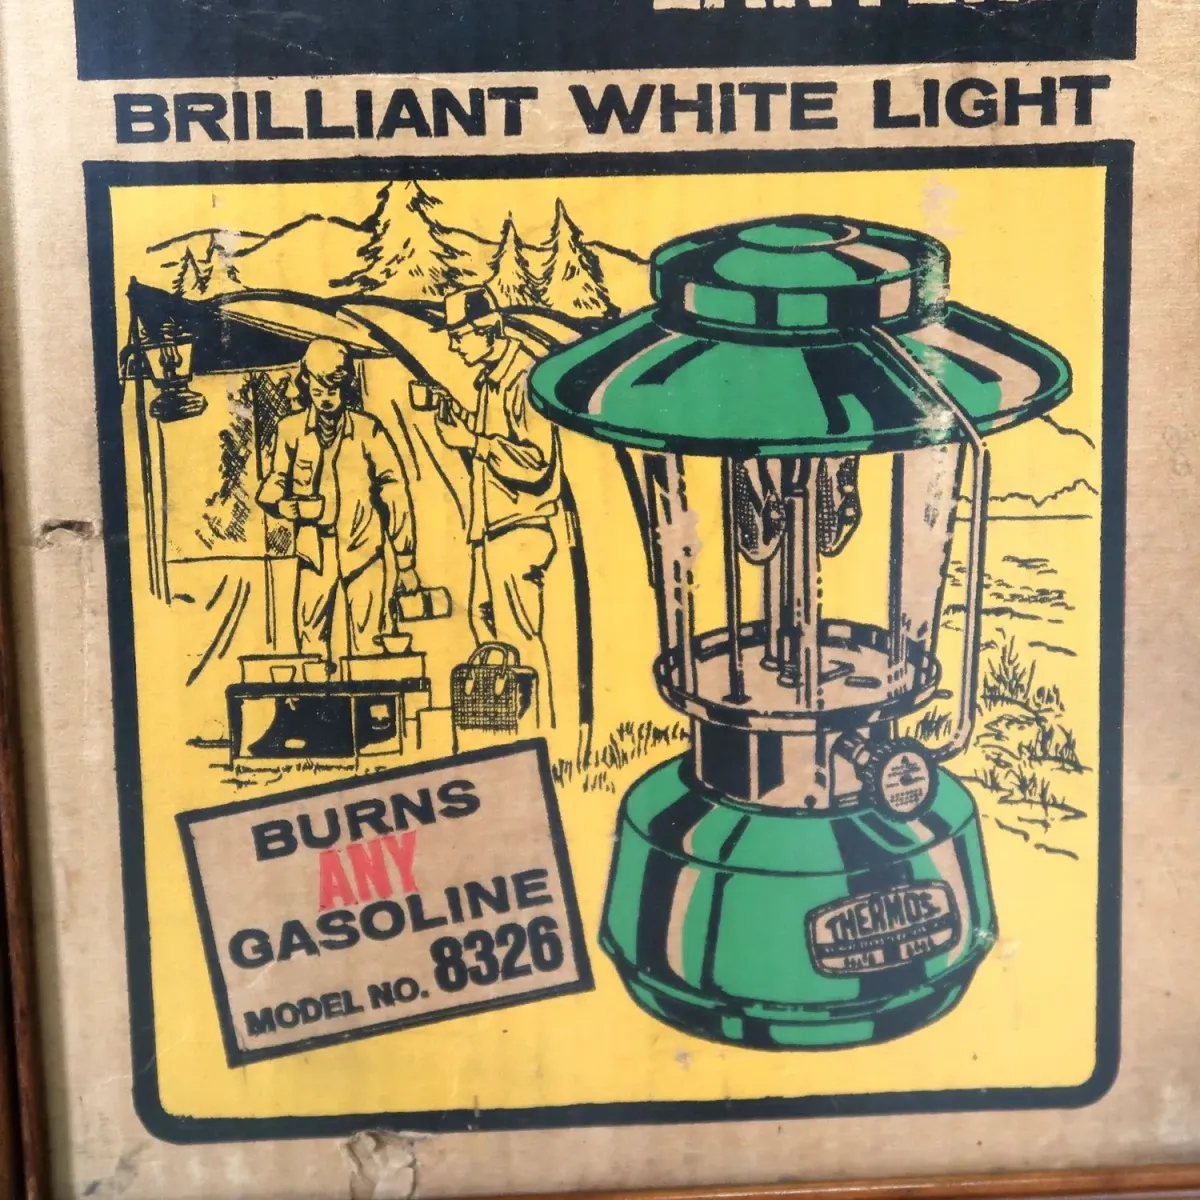 BRILLIANT WHITE LIGHT
BURNS
ANY
GASOLINE
MODEL NO. 8326
THERMOS